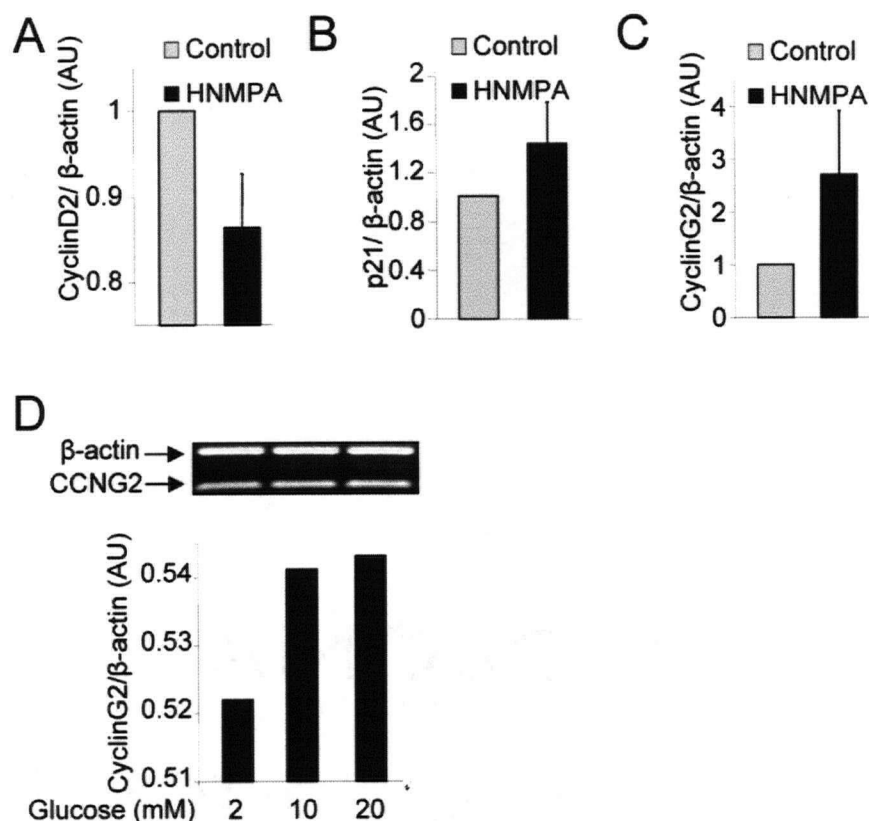 A
Control
HNMPA
CyclinD2/ β-actin (AU)
1
0.9
0.8
B
Control
HNMPA
p21/ β-actin (AU)
2
1.6
1.2
0.8
0.4
0
C
Control
HNMPA
CyclinG2/β-actin (AU)
4
3
2
1
0
D
β-actin
CCNG2
CyclinG2/β-actin (AU)
0.54
0.53
0.52
0.51
Glucose (mM) 2 10 20